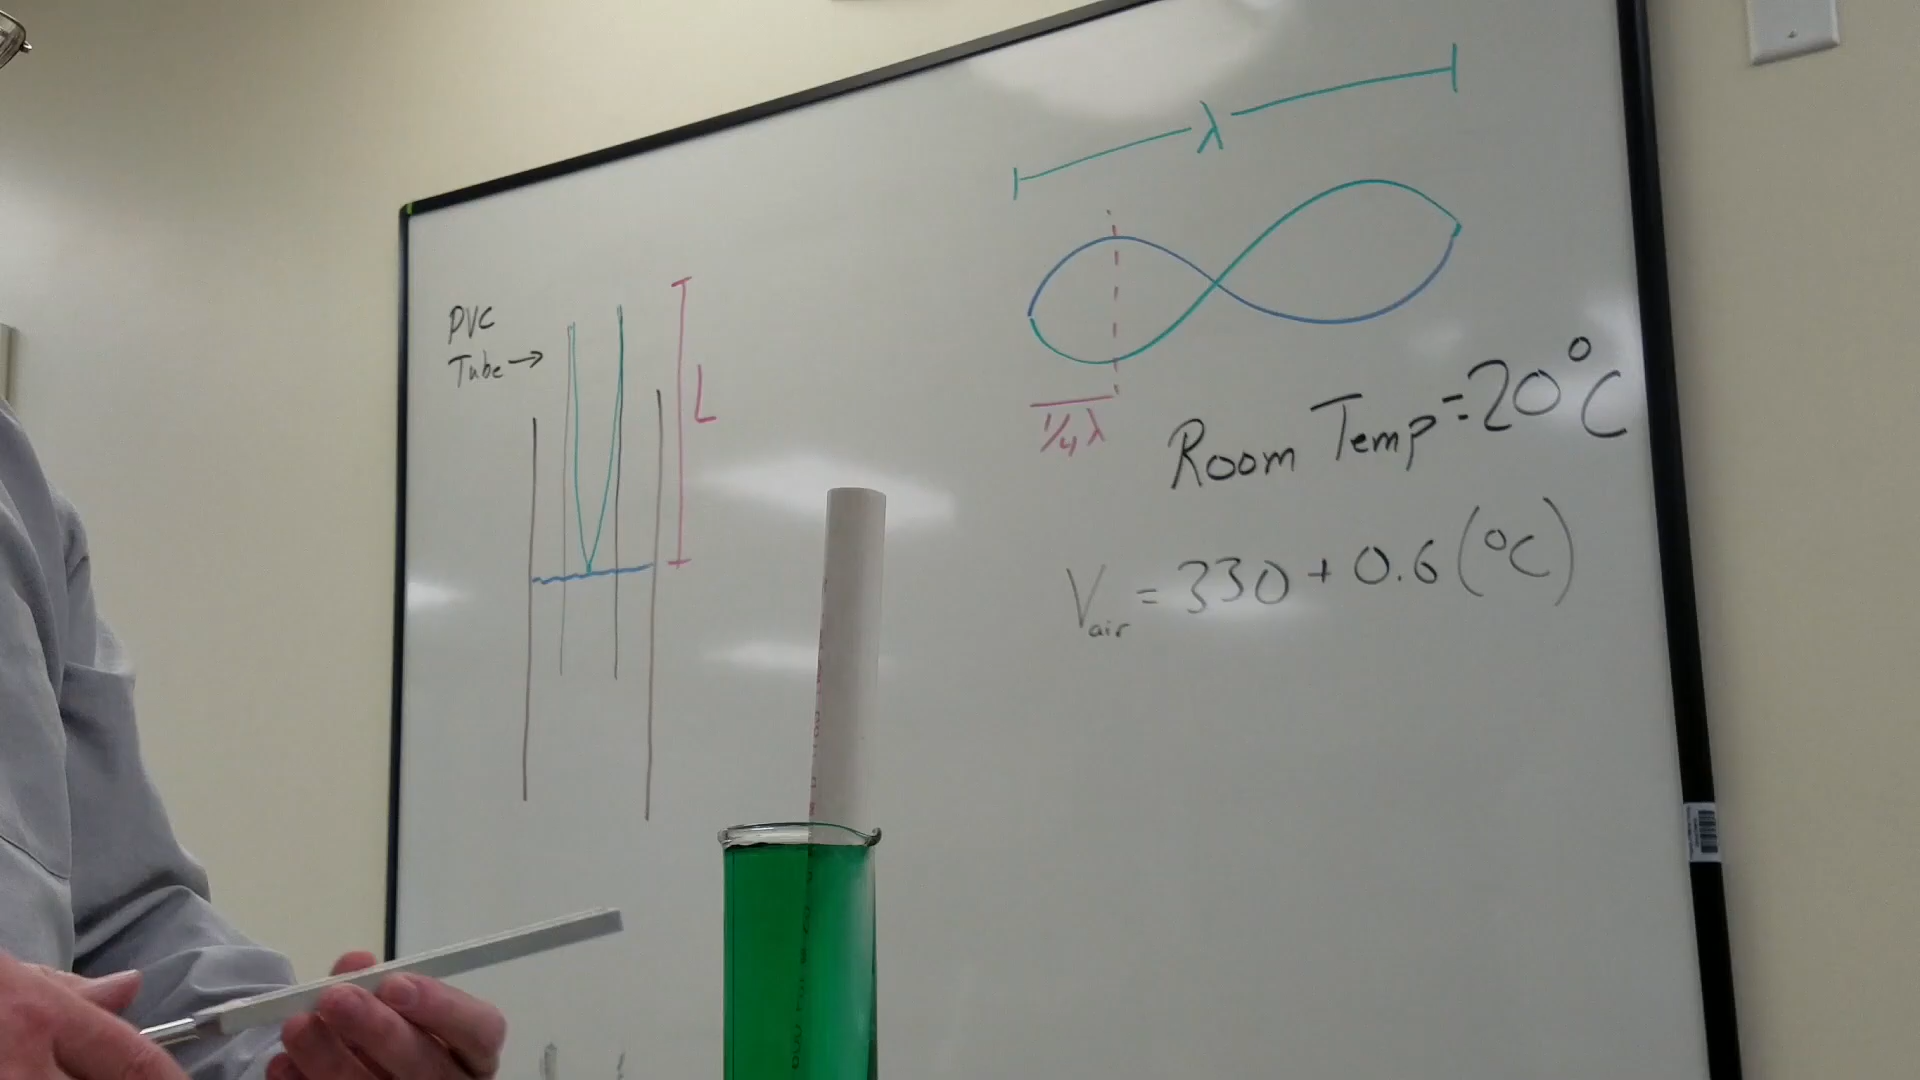 PVC
Tube →
L
λ
1/4 λ
Room Temp = 20°C
Vair = 330 + 0.6 (°C)